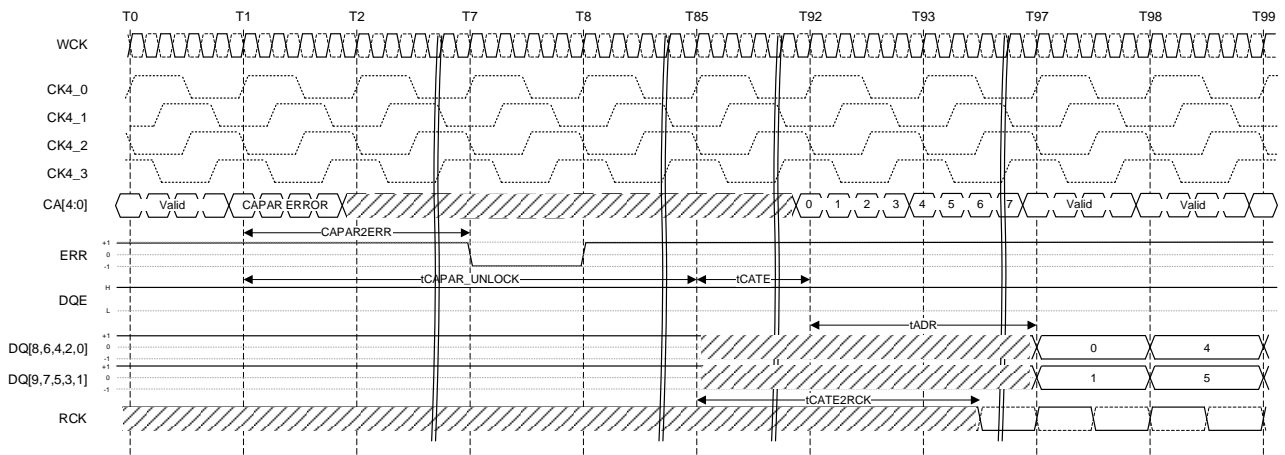 T0 T1 T2 T7 T8 T85 T92 T93 T97 T98 T99
WCK
CK4_0
CK4_1
CK4_2
CK4_3
CA[4:0] Valid CAPAR ERROR 0 1 2 3 4 5 6 7 Valid Valid
CAPAR2ERR
ERR +1 0 -1
tCAPAR_UNLOCK tCATE
DQE H L
tADR
DQ[8,6,4,2,0] +1 0 -1 0 4
DQ[9,7,5,3,1] +1 0 -1 1 5
tCATE2RCK
RCK